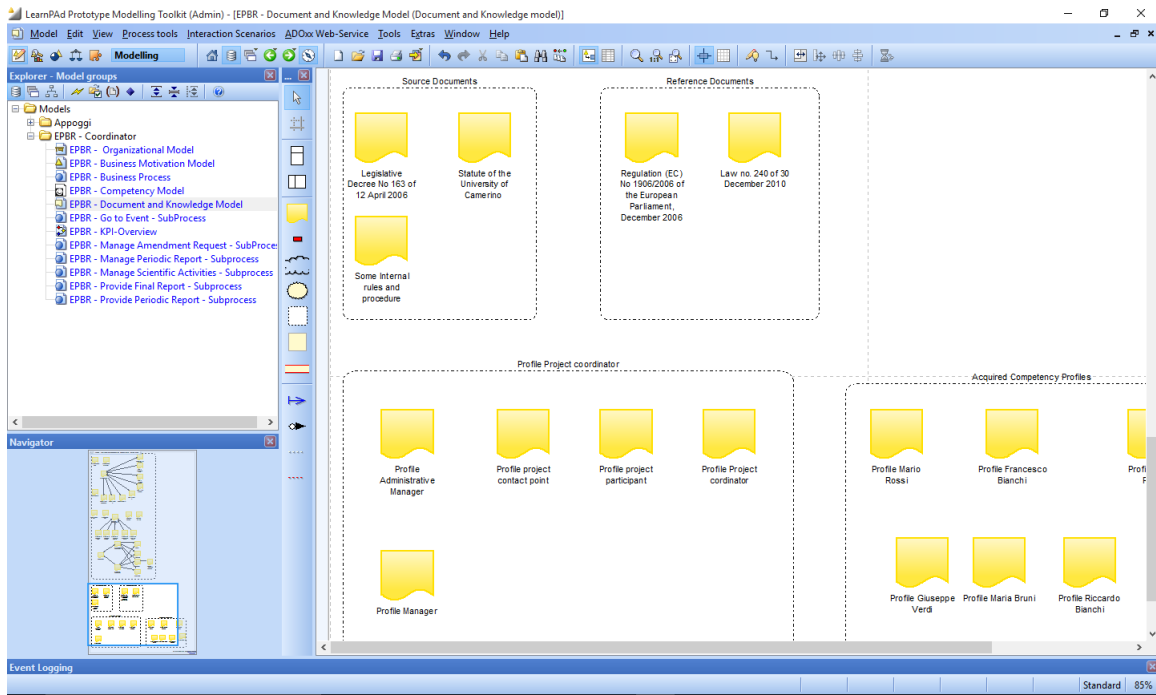 LearnPAd Prototype Modelling Toolkit (Admin) - [EPBR - Document and Knowledge Model (Document and Knowledge model)]
Model Edit View Process tools Interaction Scenarios ADOxx Web-Service Tools Extras Window Help
Modelling
Explorer - Model groups
Models
Appoggi
EPBR - Coordinator
EPBR - Organizational Model
EPBR - Business Motivation Model
EPBR - Business Process
EPBR - Competency Model
EPBR - Document and Knowledge Model
EPBR - Go to Event - SubProcess
EPBR - KPI-Overview
EPBR - Manage Amendment Request - SubProce
EPBR - Manage Periodic Report - Subprocess
EPBR - Manage Scientific Activities - Subprocess
EPBR - Provide Final Report - Subprocess
EPBR - Provide Periodic Report - Subprocess
Navigator
Source Documents
Legislative
Decree No 163 of
12 April 2006
Statute of the
University of
Camerino
Some Internal
rules and
procedure
Reference Documents
Regulation (EC)
No 1906/2006 of
the European
Parliament,
December 2006
Law no. 240 of 30
December 2010
Profile Project coordinator
Profile
Administrative
Manager
Profile project
contact point
Profile project
participant
Profile Project
cordinator
Profile Manager
Acquired Competency Profiles
Profile Mario
Rossi
Profile Francesco
Bianchi
Profi
F
Profile Giuseppe
Verdi
Profile Maria Bruni
Profile Riccardo
Bianchi
Event Logging
Standard 85%